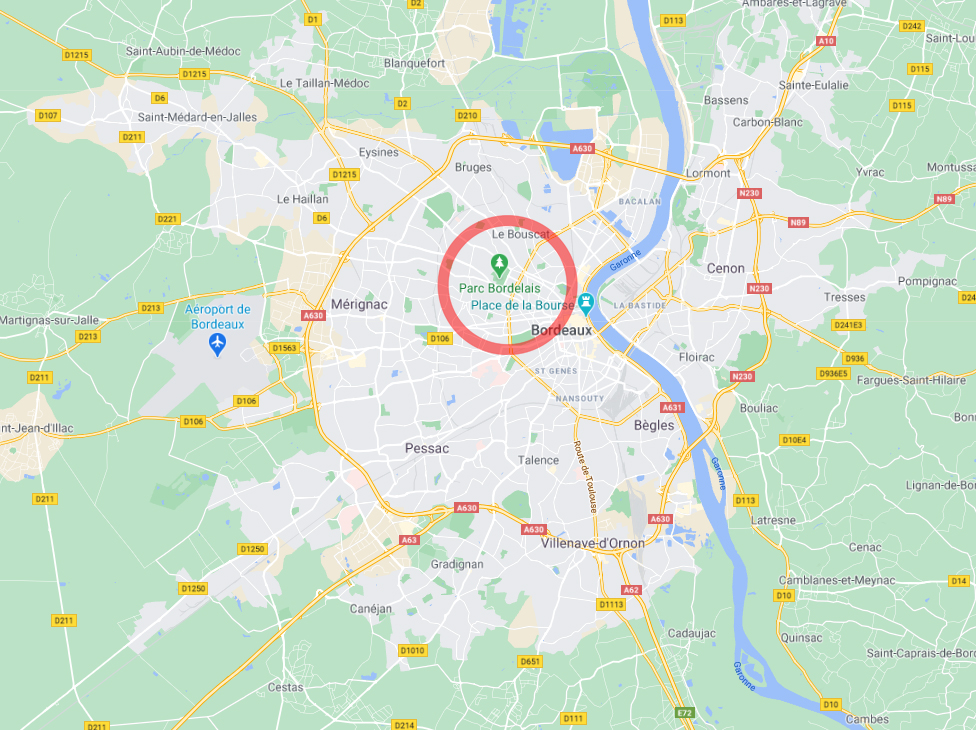 D2
Ambarès-et-Lagrave
D1
D113
D242
Saint-Lou
A10
Saint-Aubin-de-Médoc
D1215
Blanquefort
D115
D1215
Le Taillan-Médoc
Sainte-Eulalie
D6
D2
Bassens
D115
D107
Saint-Médard-en-Jalles
D210
Carbon-Blanc
D211
A630
Eysines
Bruges
Montussa
D1215
Lormont
Yvrac
N230
N89
Le Haillan
BACALAN
D221
D6
N89
Le Bouscat
Garonne
Cenon
Pompignac
D213
Parc Bordelais
N230
Tresses
D24
Mérignac
Place de la Bourse
LA BASTIDE
Aéroport de
Bordeaux
A630
Martignas-sur-Jalle
D241E3
Bordeaux
D213
D106
D1563
Floirac
D936
ST GENÈS
D936E5
D211
N230
Fargues-Saint-Hilaire
D106
NANSOUTY
A631
Bouliac
Bonn
D106
nt-Jean-d'Illac
Bègles
D10E4
Pessac
Talence
Route de Toulouse
Garonne
Lignan-de-Bor
D211
D113
A630
A630
A630
Latresne
A63
Villenave-d'Ornon
D1250
Cenac
Gradignan
Camblanes-et-Meynac
D14
D1250
A62
D10
Canéjan
D1113
D211
Cadaujac
Quinsac
D1010
Saint-Caprais-de-Bord
D651
Garonne
Cestas
D10
E72
D111
Cambes
D211
D214